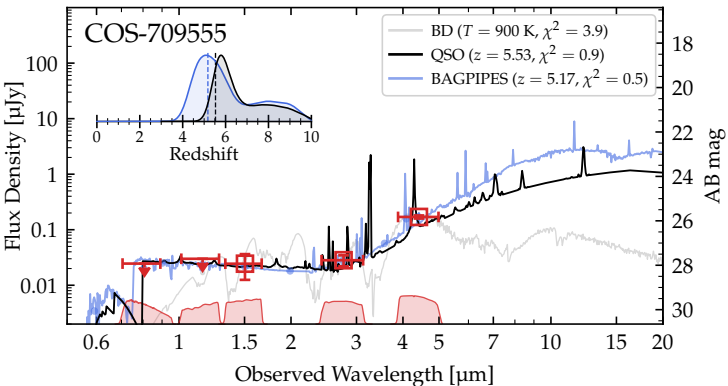 COS-709555
BD (T = 900 K, χ² = 3.9)
QSO (z = 5.53, χ² = 0.9)
BAGPIPES (z = 5.17, χ² = 0.5)
100
10
1
0.1
0.01
Flux Density [µJy]
18
20
22
24
26
28
30
AB mag
0 2 4 6 8 10
Redshift
0.6 1 2 3 4 5 10 15 20
Observed Wavelength [µm]